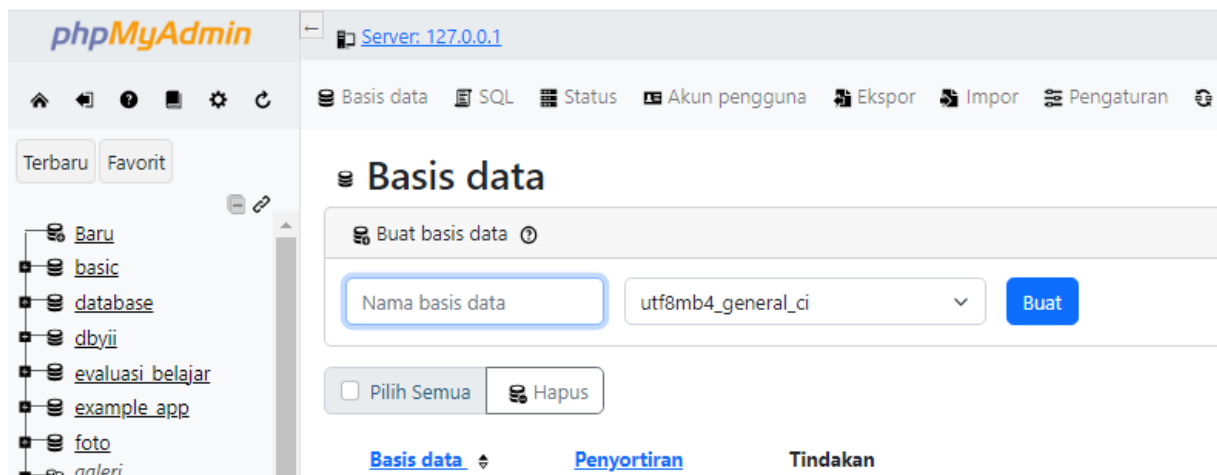 phpMyAdmin
Server: 127.0.0.1
Basis data SQL Status Akun pengguna Ekspor Impor Pengaturan
Terbaru Favorit
Baru
basic
database
dbyii
evaluasi_belajar
example_app
foto
galeri
Basis data
Buat basis data
Nama basis data utf8mb4_general_ci Buat
Pilih Semua Hapus
Basis data Penyortiran Tindakan